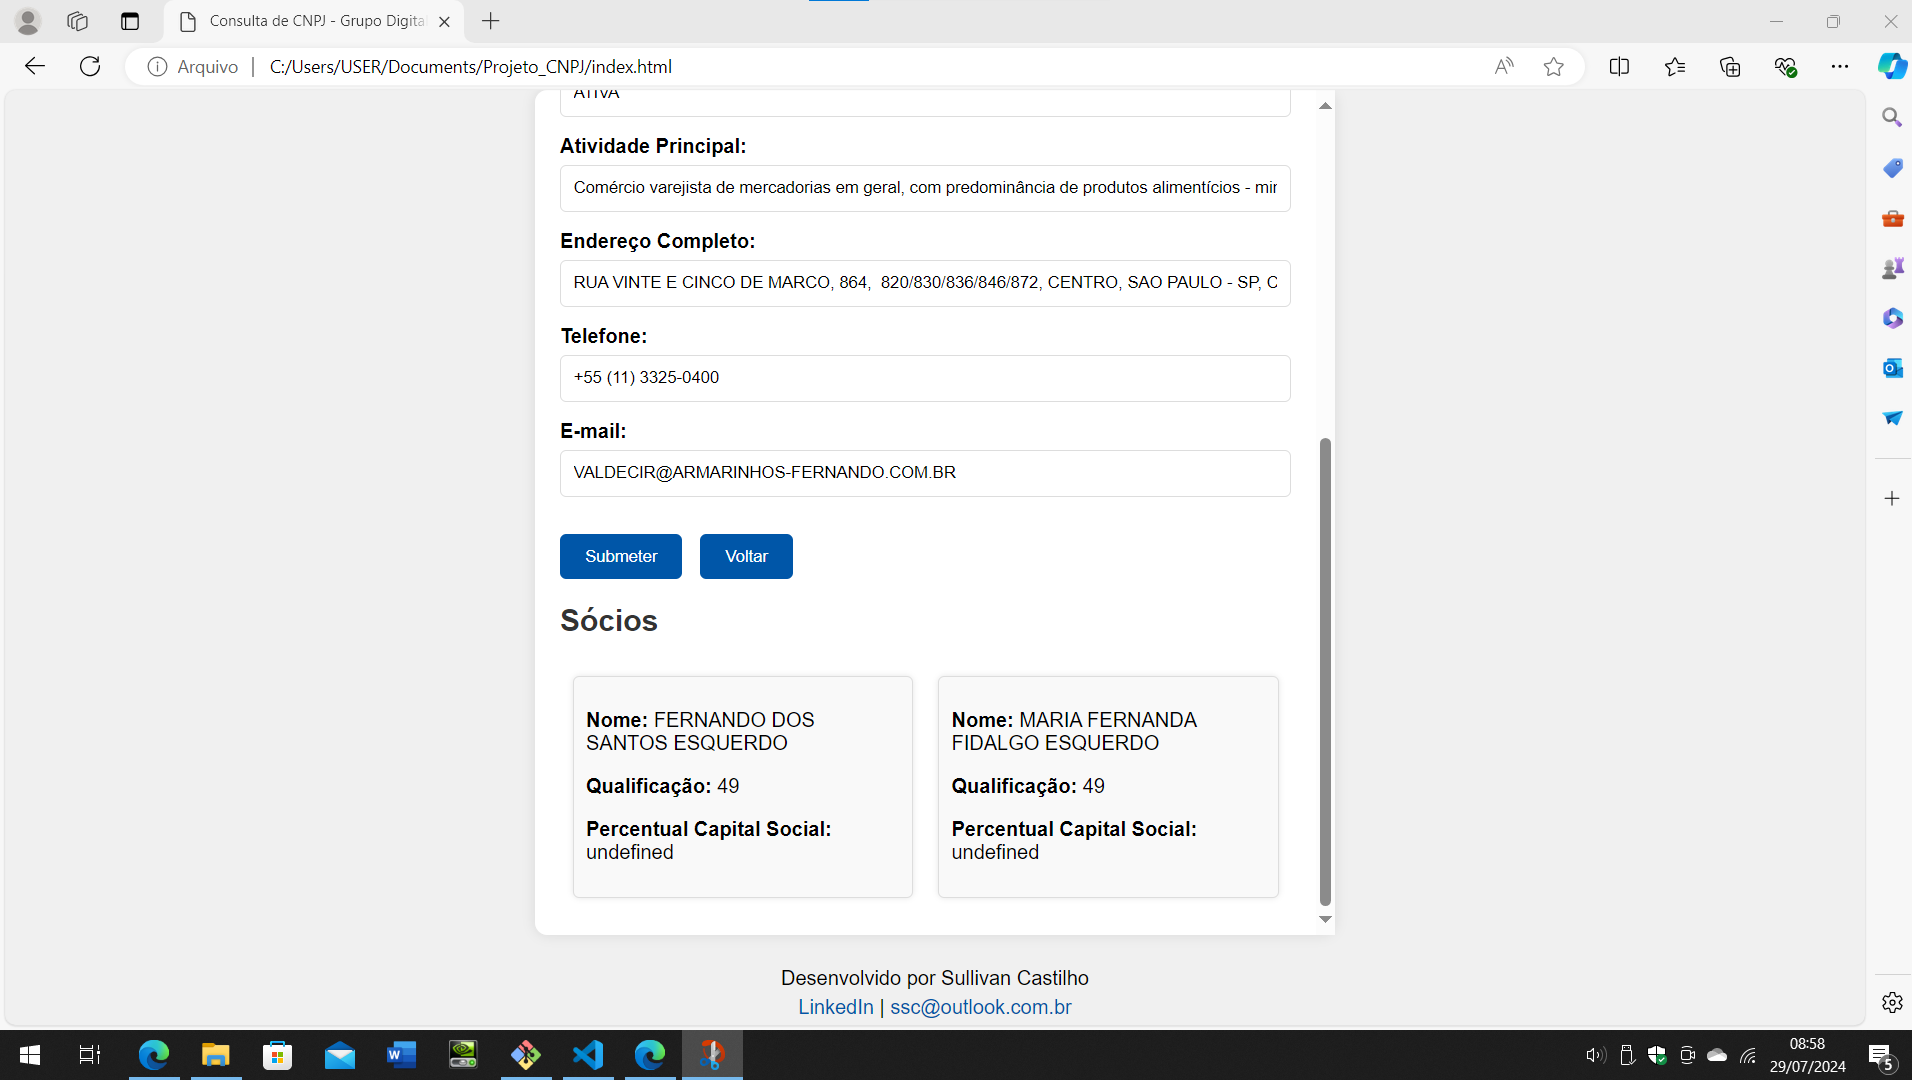 Consulta de CNPJ - Grupo Digita
Arquivo
C:/Users/USER/Documents/Projeto_CNPJ/index.html
ATIVA
Atividade Principal:
Comércio varejista de mercadorias em geral, com predominância de produtos alimentícios - mir
Endereço Completo:
RUA VINTE E CINCO DE MARCO, 864,  820/830/836/846/872, CENTRO, SAO PAULO - SP, C
Telefone:
+55 (11) 3325-0400
E-mail:
VALDECIR@ARMARINHOS-FERNANDO.COM.BR
Submeter
Voltar
Sócios
Nome: FERNANDO DOS
SANTOS ESQUERDO
Qualificação: 49
Percentual Capital Social:
undefined
Nome: MARIA FERNANDA
FIDALGO ESQUERDO
Qualificação: 49
Percentual Capital Social:
undefined
Desenvolvido por Sullivan Castilho
LinkedIn | ssc@outlook.com.br
08:58
29/07/2024
5